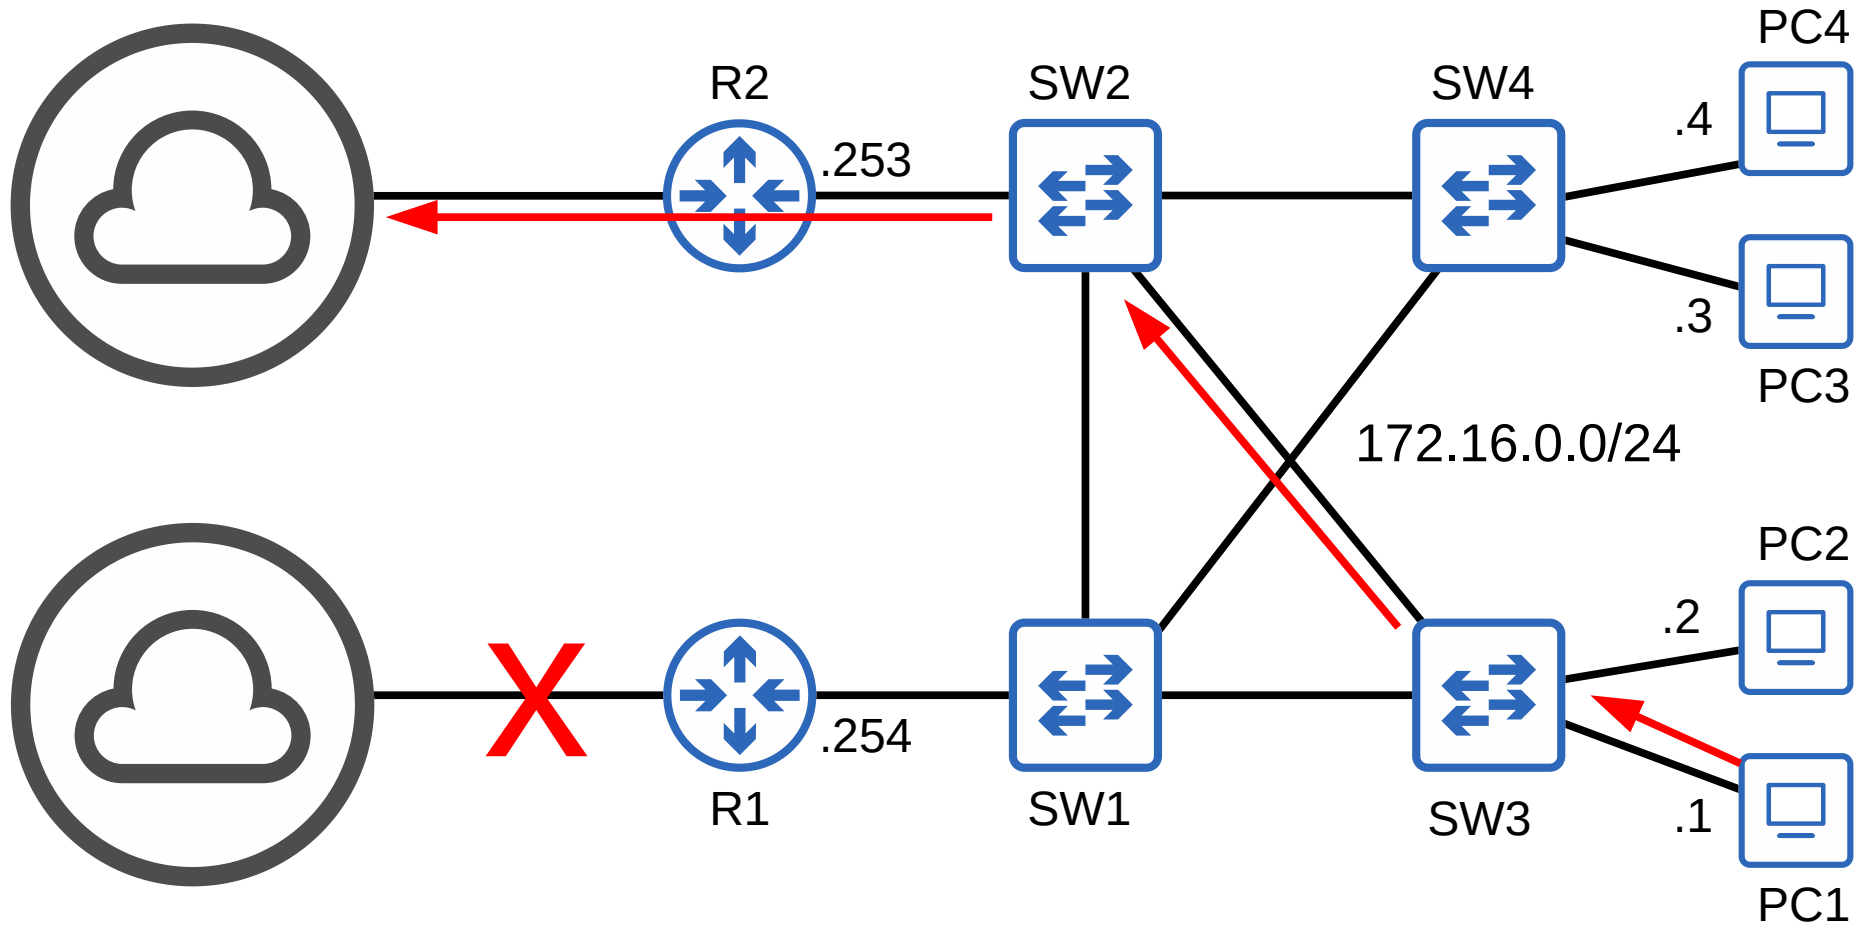 PC4
R2
SW2
SW4
.4
.253
.3
PC3
172.16.0.0/24
PC2
.2
X
.254
R1
SW1
SW3
.1
PC1